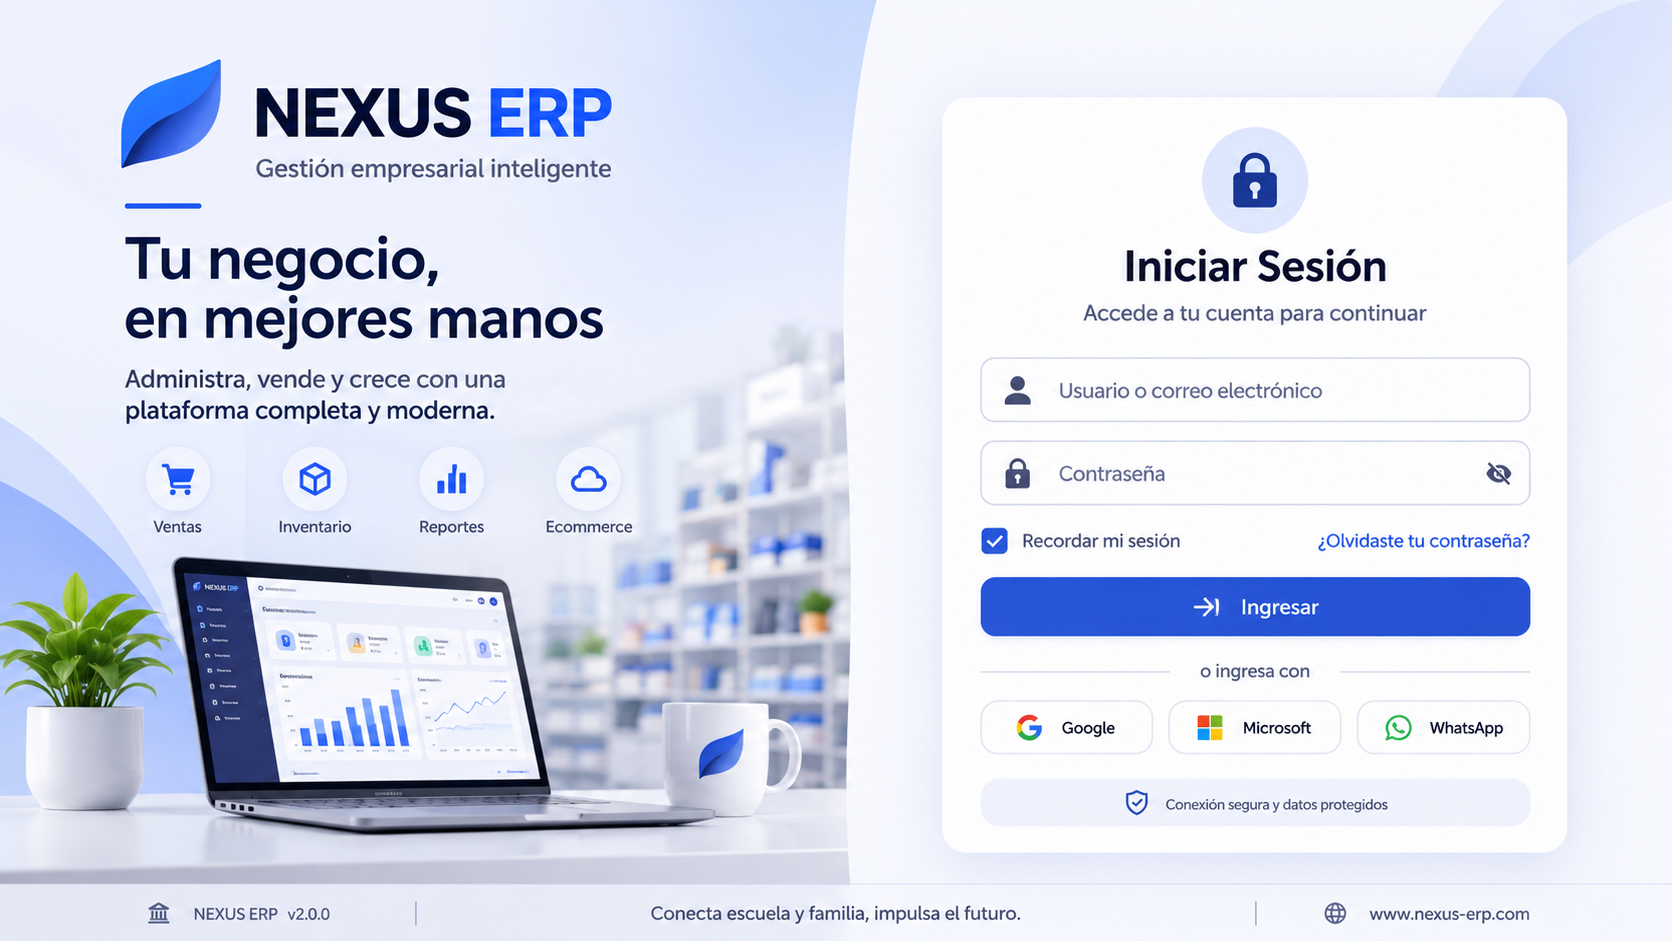 NEXUS ERP
Gestión empresarial inteligente
Tu negocio,
en mejores manos
Administra, vende y crece con una
plataforma completa y moderna.
Ventas
Inventario
Reportes
Ecommerce
NEXUS ERP
Iniciar Sesión
Accede a tu cuenta para continuar
Usuario o correo electrónico
Contraseña
Recordar mi sesión
¿Olvidaste tu contraseña?
Ingresar
o ingresa con
Google
Microsoft
WhatsApp
Conexión segura y datos protegidos
NEXUS ERP v2.0.0
Conecta escuela y familia, impulsa el futuro.
www.nexus-erp.com